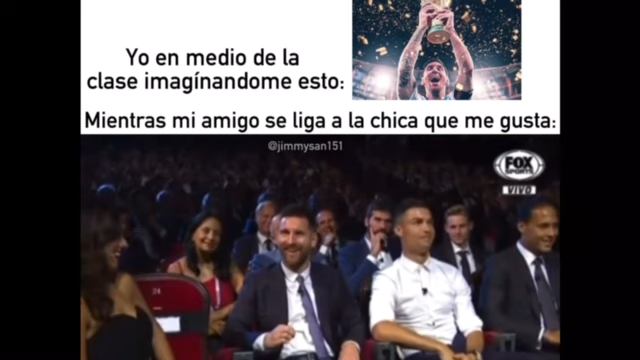 Yo en medio de la
clase imagínandome esto:
Mientras mi amigo se liga a la chica que me gusta:
@jimmysan151
FOX
SPORTS
VIVO
24